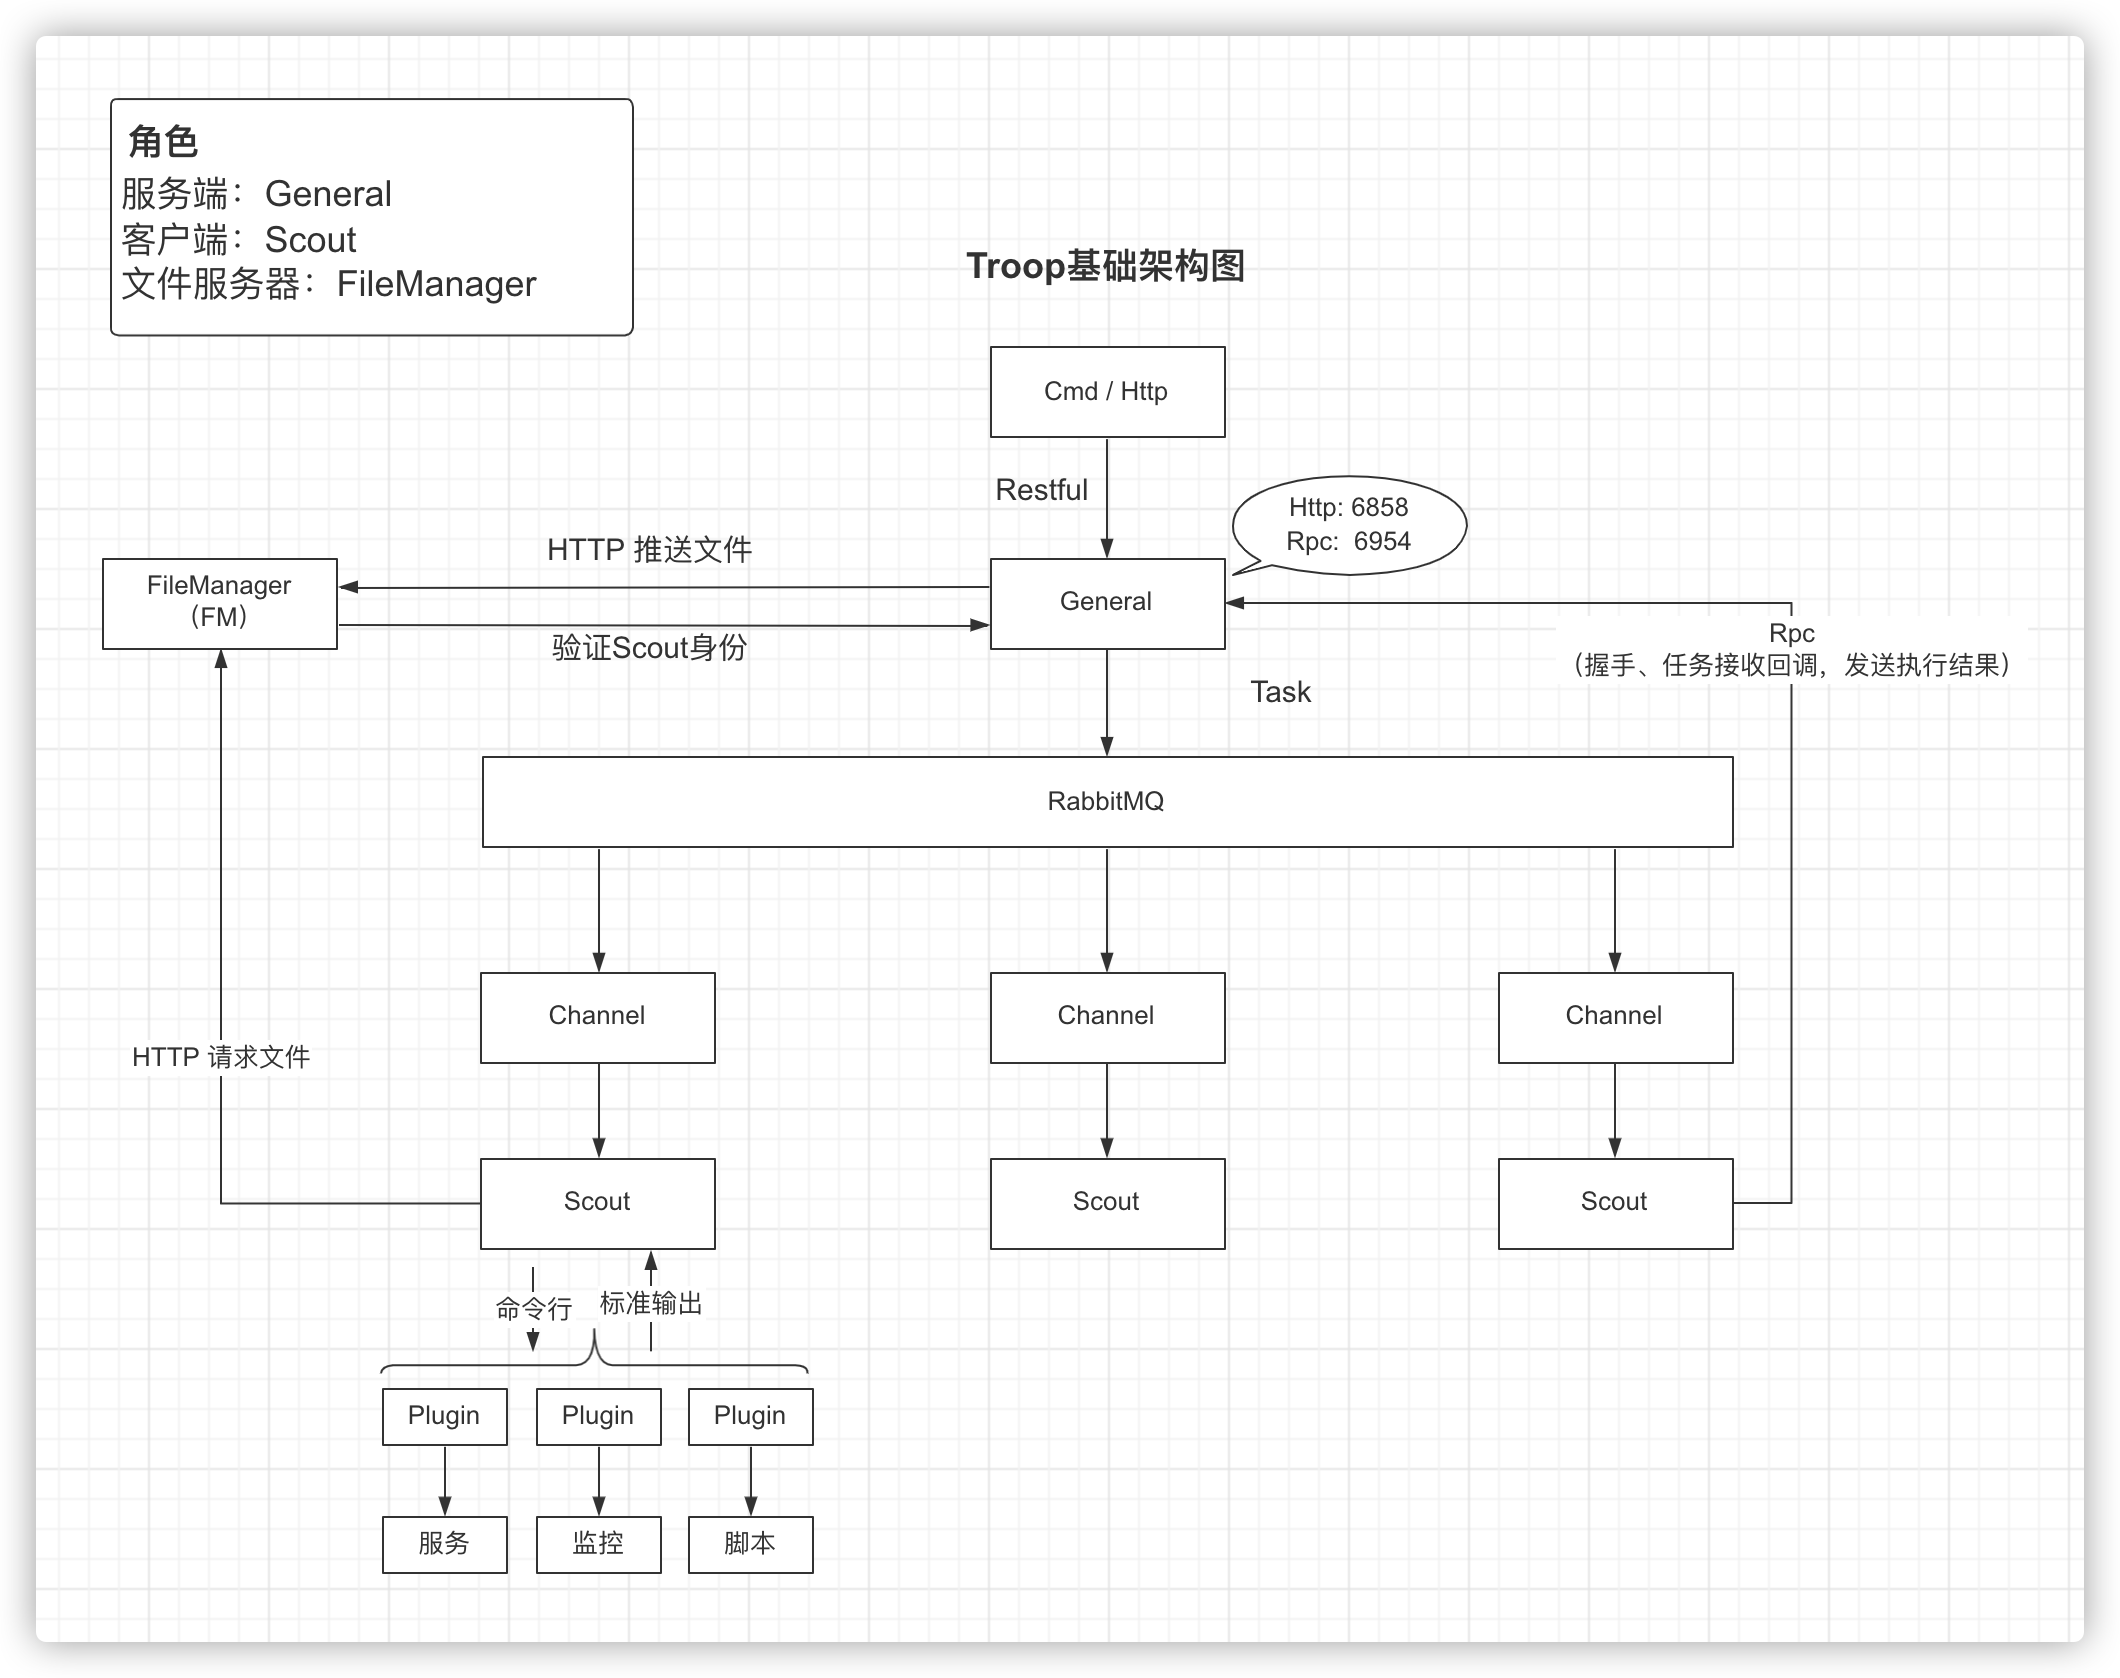 角色
服务端：General
客户端：Scout
文件服务器：FileManager
Troop基础架构图
Cmd / Http
Restful
Http: 6858
Rpc: 6954
HTTP 推送文件
FileManager
（FM）
General
验证Scout身份
Rpc
（握手、任务接收回调，发送执行结果）
Task
RabbitMQ
Channel
Channel
Channel
HTTP 请求文件
Scout
Scout
Scout
命令行
标准输出
Plugin
Plugin
Plugin
服务
监控
脚本